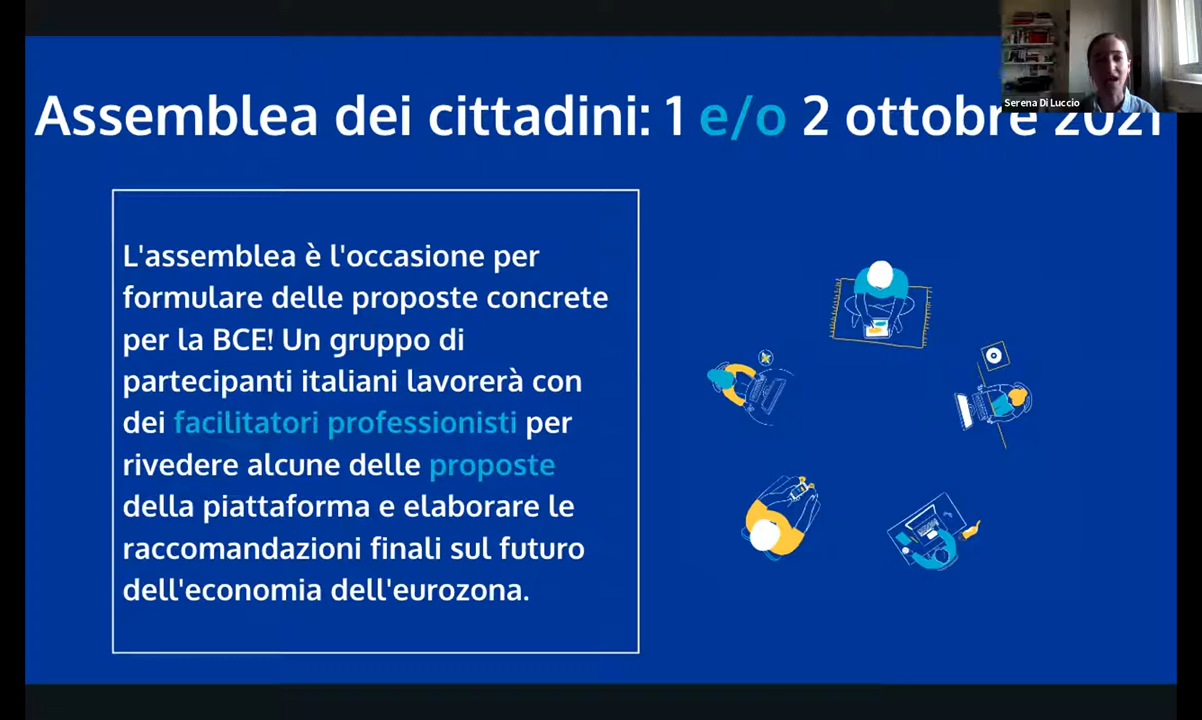 Serena Di Luccio
Assemblea dei cittadini: 1 e/o 2 ottobre 2021
L'assemblea è l'occasione per
formulare delle proposte concrete
per la BCE! Un gruppo di
partecipanti italiani lavorerà con
dei facilitatori professionisti per
rivedere alcune delle proposte
della piattaforma e elaborare le
raccomandazioni finali sul futuro
dell'economia dell'eurozona.